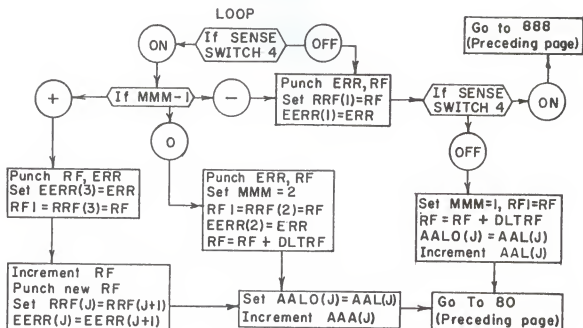 LOOP
If SENSE
SWITCH 4
ON
OFF
Go to 888
(Preceding page)
+
If MMM-1
−
Punch ERR, RF
Set RRF(1)=RF
EERR(1)=ERR
If SENSE
SWITCH 4
ON
O
OFF
Punch RF, ERR
Set EERR(3)=ERR
RF1=RRF(3)=RF
Punch ERR, RF
Set MMM=2
RF1=RRF(2)=RF
EERR(2)=ERR
RF=RF + DLTRF
Set MMM=1, RF1=RF
RF=RF + DLTRF
AALO(J)=AAL(J)
Increment AAL(J)
Increment RF
Punch new RF
Set RRF(J)=RRF(J+1)
EERR(J)=EERR(J+1)
Set AALO(J)=AAL(J)
Increment AAA(J)
Go To 80
(Preceding page)